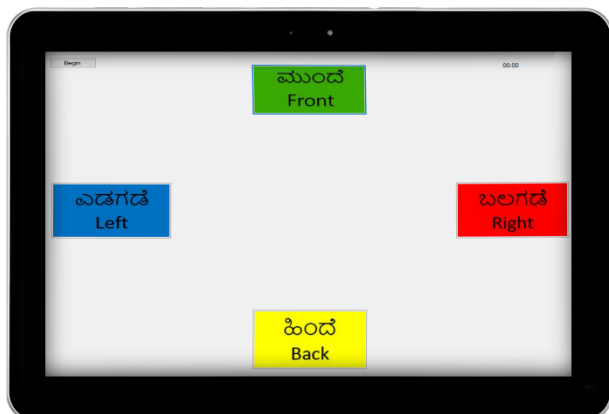 Begin
00.00
ಮುಂದೆ
Front
ಎಡಗಡೆ
Left
ಬಲಗಡೆ
Right
ಹಿಂದೆ
Back